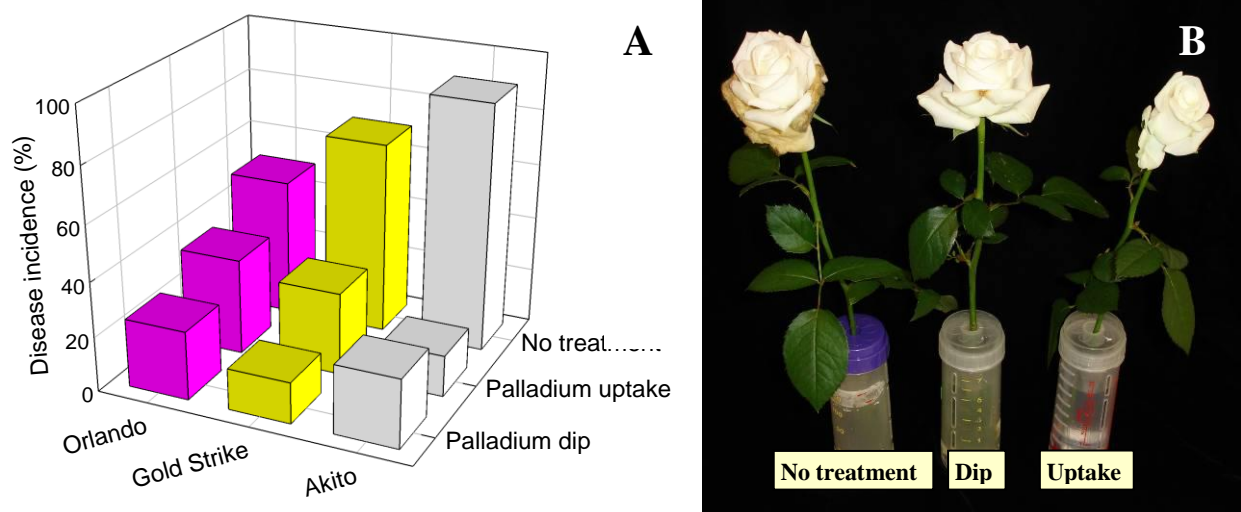 A
Disease incidence (%)
100
80
60
40
20
0
Orlando
Gold Strike
Akito
No treatment
Palladium uptake
Palladium dip
B
No treatment
Dip
Uptake